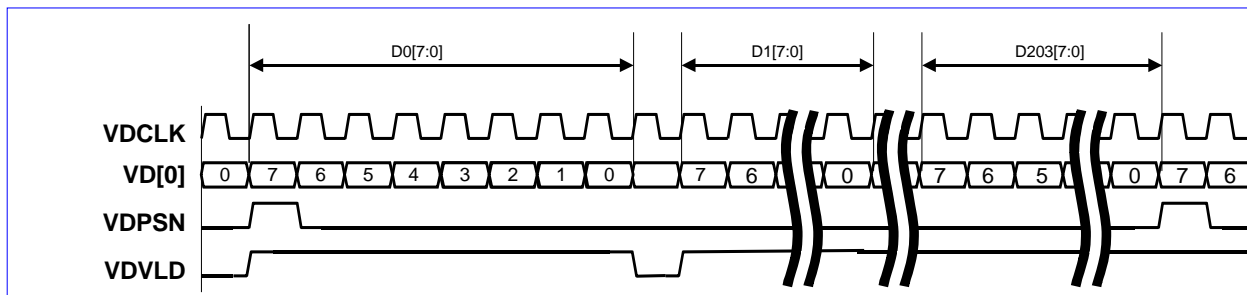 D0[7:0] D1[7:0] D203[7:0]
VDCLK
VD[0] 0 7 6 5 4 3 2 1 0 7 6 0 7 6 5 0 7 6
VDPSN
VDVLD